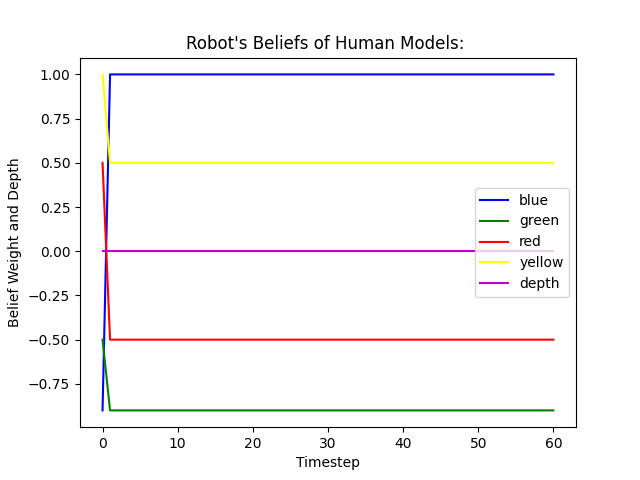 Robot's Beliefs of Human Models:
1.00
0.75
0.50
0.25
0.00
−0.25
−0.50
−0.75
Belief Weight and Depth
blue
green
red
yellow
depth
0 10 20 30 40 50 60
Timestep